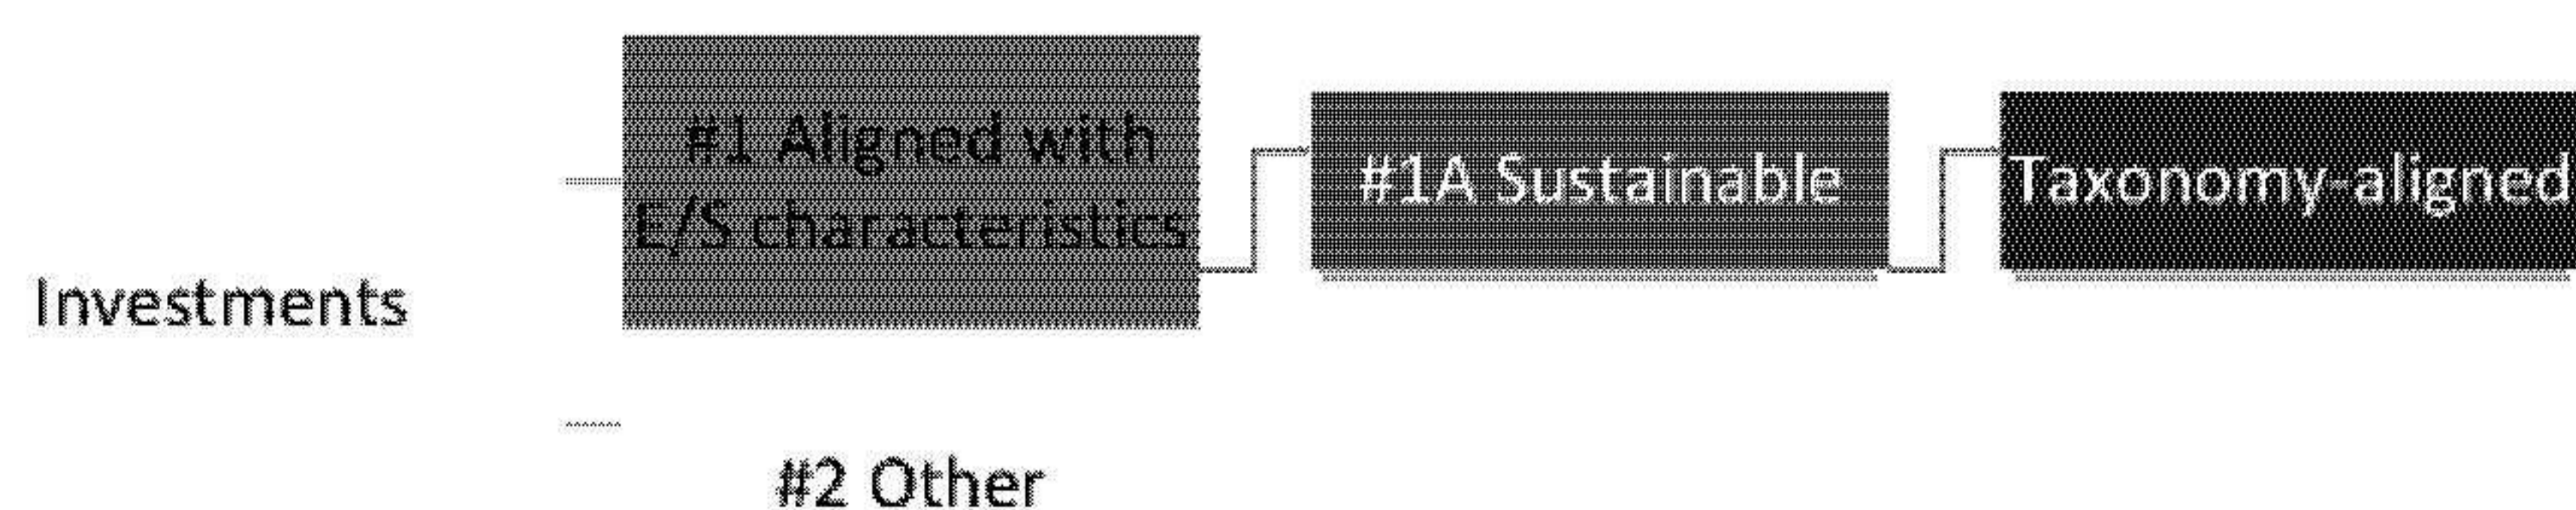 #1 Aligned with
E/S characteristics
#1A Sustainable
Taxonomy-aligned
Investments
#2 Other